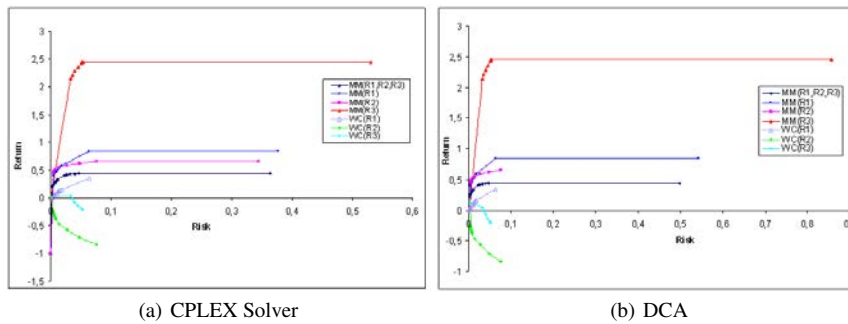 3
2,5
2
1,5
1
0,5
0
-0,5
-1
-1,5
Return
0,1
0,2
0,3
0,4
0,5
0,6
Risk
MM(R1,R2,R3)
MM(R1)
MM(R2)
MM(R3)
WC(R1)
WC(R2)
WC(R3)
(a) CPLEX Solver
3
2,5
2
1,5
1
0,5
0
-0,5
-1
Return
0,1
0,2
0,3
0,4
0,5
0,6
0,7
0,8
0,9
Risk
MM(R1,R2,R3)
MM(R1)
MM(R2)
MM(R3)
WC(R1)
WC(R2)
WC(R3)
(b) DCA